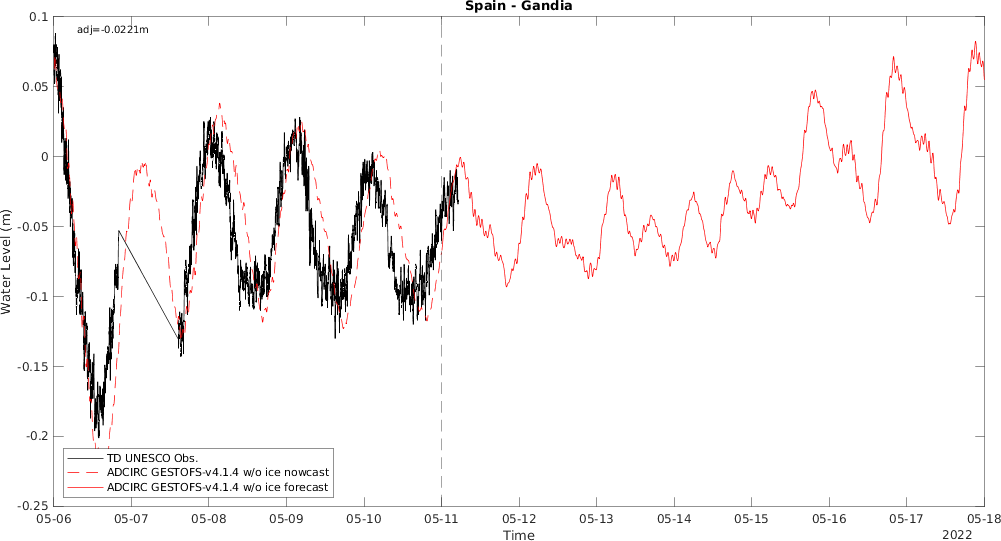 Spain - Gandia
adj=-0.0221m
0.1
0.05
0
-0.05
-0.1
-0.15
-0.2
-0.25
Water Level (m)
TD UNESCO Obs.
ADCIRC GESTOFS-v4.1.4 w/o ice nowcast
ADCIRC GESTOFS-v4.1.4 w/o ice forecast
05-06 05-07 05-08 05-09 05-10 05-11 05-12 05-13 05-14 05-15 05-16 05-17 05-18
Time
2022